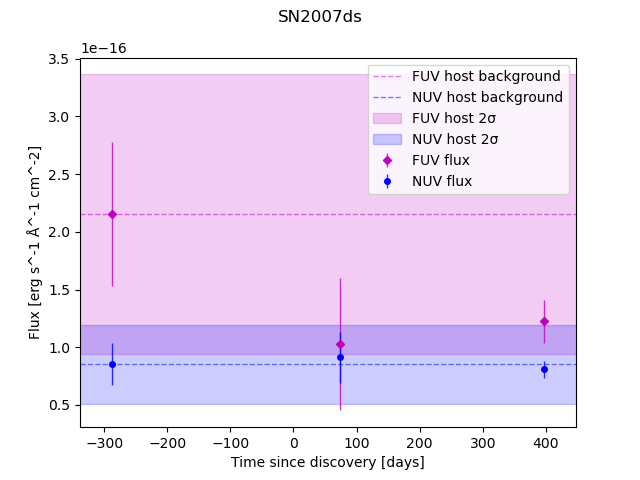 SN2007ds
1e−16
FUV host background
NUV host background
FUV host 2σ
NUV host 2σ
FUV flux
NUV flux
Flux [erg s^-1 Å^-1 cm^-2]
3.5
3.0
2.5
2.0
1.5
1.0
0.5
−300 −200 −100 0 100 200 300 400
Time since discovery [days]